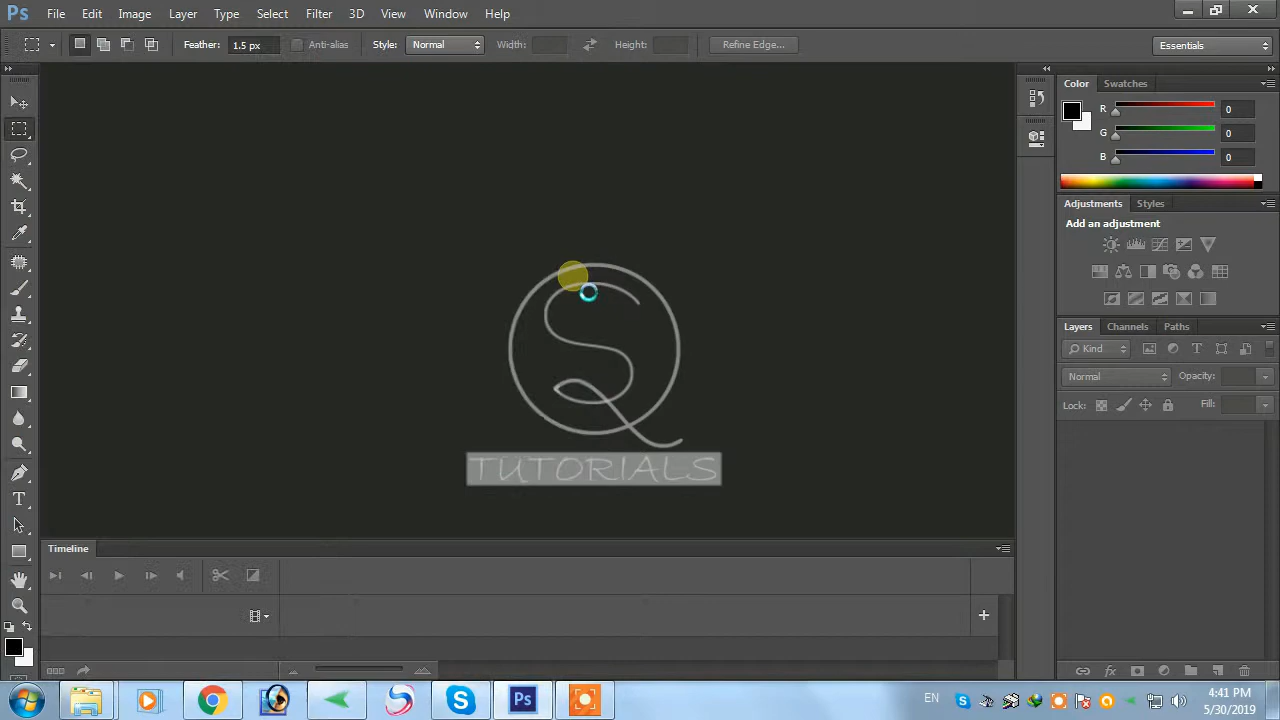 Ps File Edit Image Layer Type Select Filter 3D View Window Help
Feather: 1.5 px Anti-alias Style: Normal Width: Height: Refine Edge... Essentials
Color Swatches
R 0
G 0
B 0
Adjustments Styles
Add an adjustment
Layers Channels Paths
Kind
Normal Opacity:
Lock: Fill:
SQ
TUTORIALS
Timeline
EN
4:41 PM
5/30/2019